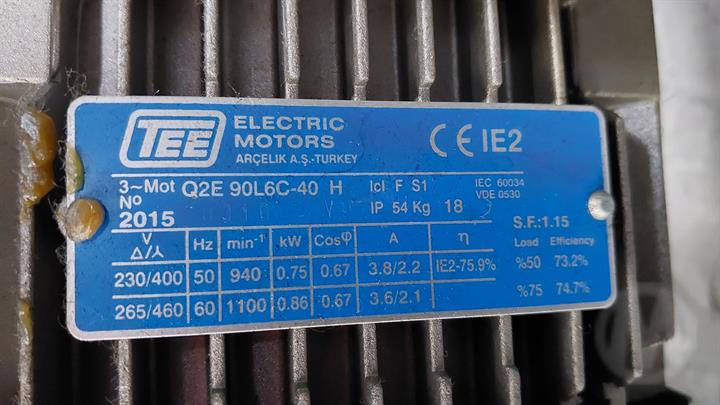 TEE ELECTRIC MOTORS
ARÇELIK A.Ş.-TURKEY
CE IE2
3~Mot Q2E 90L6C-40 H Icl F S1 IEC 60034
VDE 0530
No
2015 IP 54 Kg 18
S.F.:1.15
V Δ/⅄ Hz min⁻¹ kW Cosφ A η Load Efficiency
230/400 50 940 0.75 0.67 3.8/2.2 IE2-75.9% %50 73.2%
265/460 60 1100 0.86 0.67 3.6/2.1 %75 74.7%